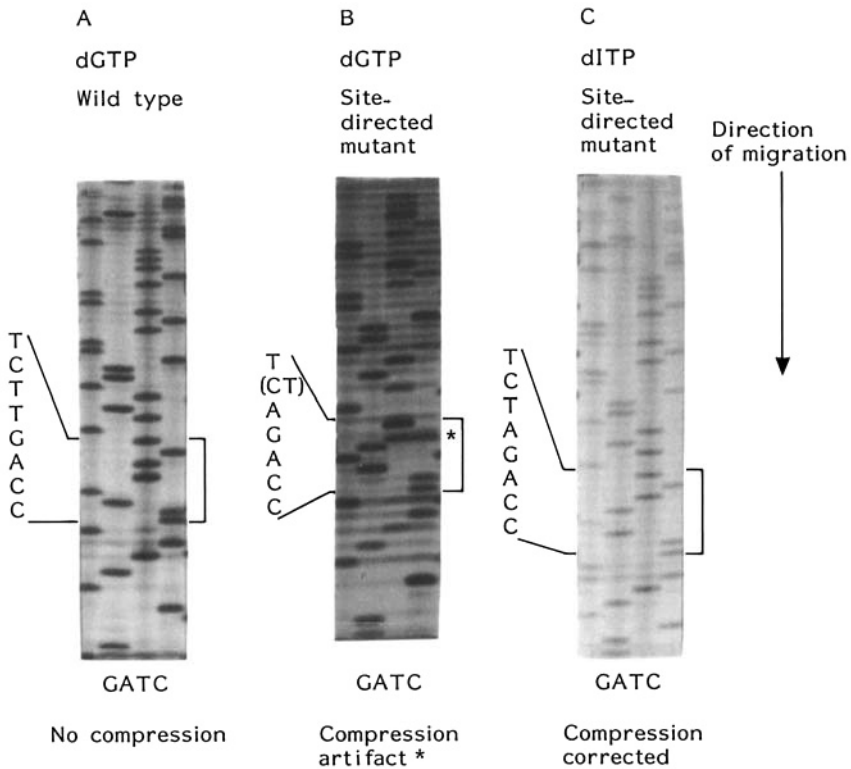 A
dGTP
Wild type
B
dGTP
Site-
directed
mutant
C
dITP
Site-
directed
mutant
Direction
of migration
T
C
T
T
G
A
C
C
T
(CT)
A
G
A
C
C
*
T
C
T
A
G
A
C
C
GATC
GATC
GATC
No compression
Compression
artifact *
Compression
corrected